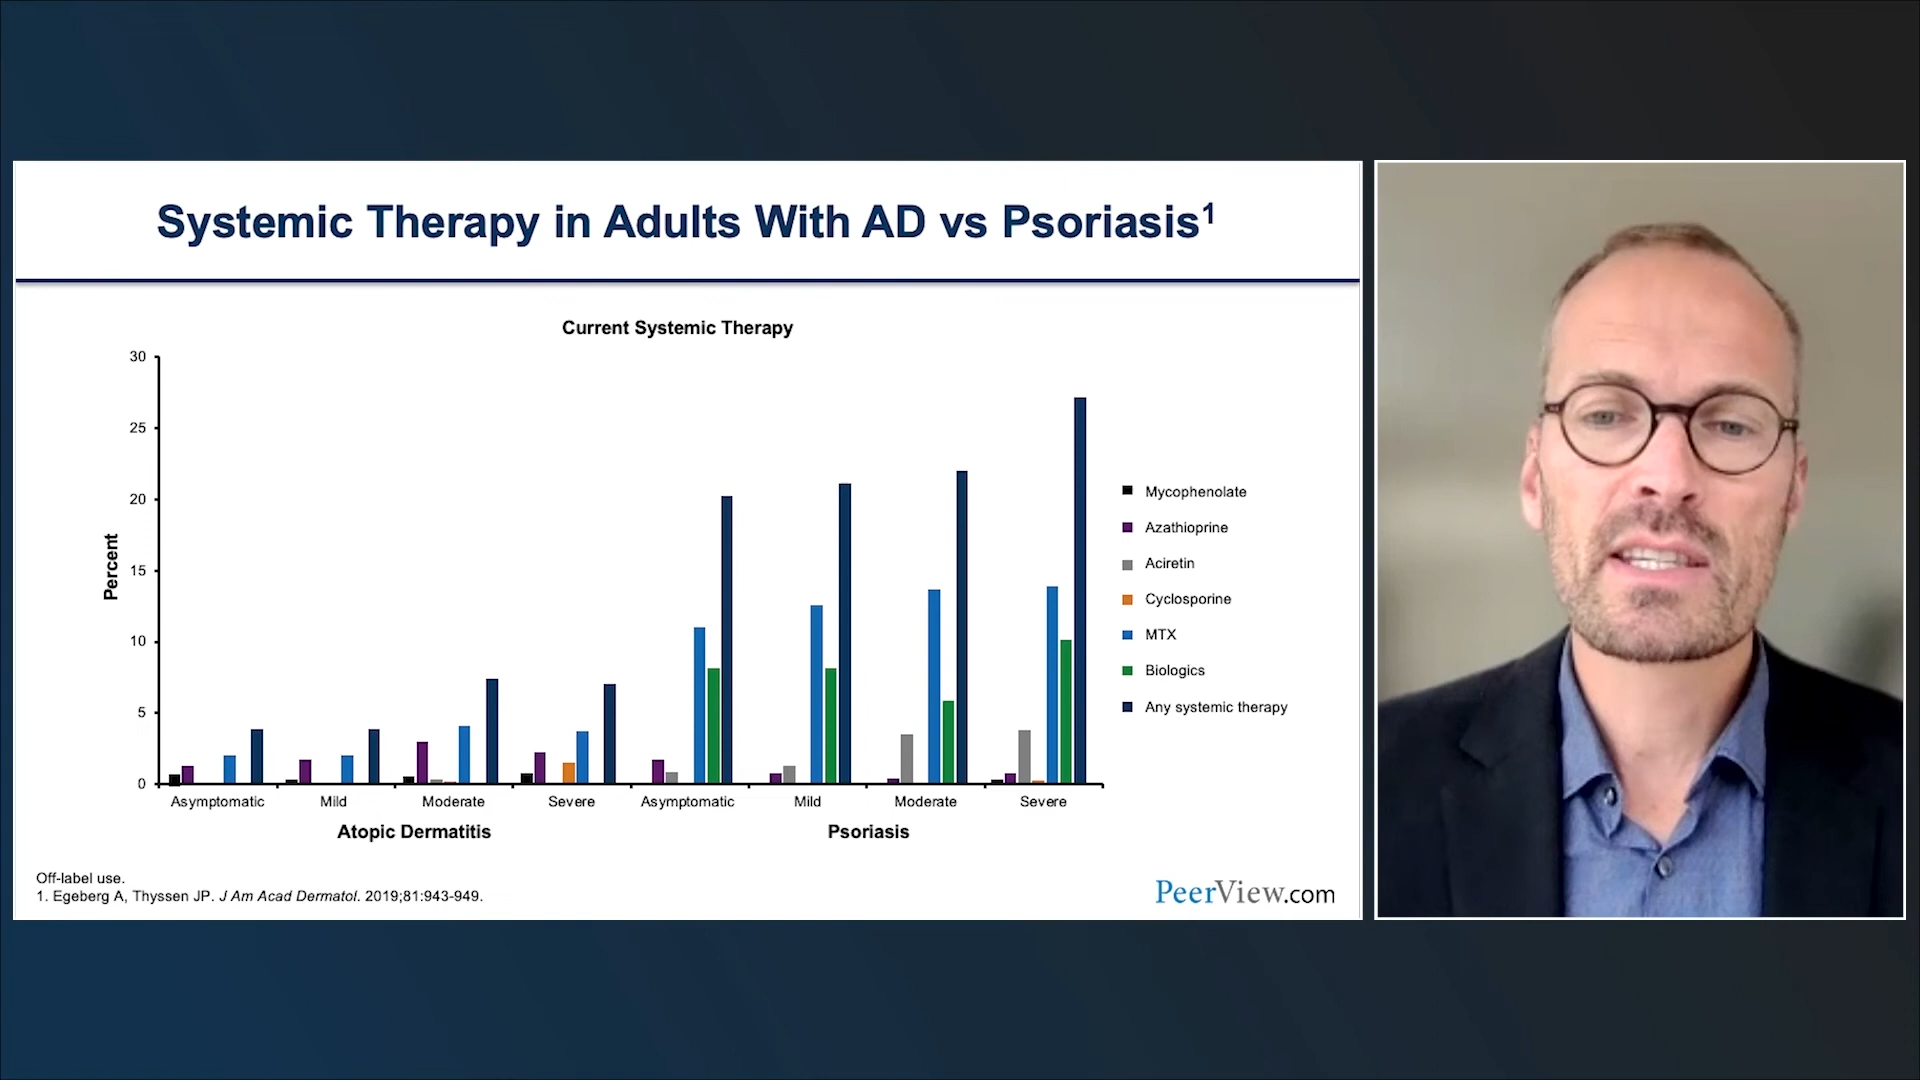 Systemic Therapy in Adults With AD vs Psoriasis¹
Current Systemic Therapy
Percent
30
25
20
15
10
5
0
Asymptomatic Mild Moderate Severe Asymptomatic Mild Moderate Severe
Atopic Dermatitis Psoriasis
Mycophenolate
Azathioprine
Aciretin
Cyclosporine
MTX
Biologics
Any systemic therapy
Off-label use.
1. Egeberg A, Thyssen JP. J Am Acad Dermatol. 2019;81:943-949.
PeerView.com